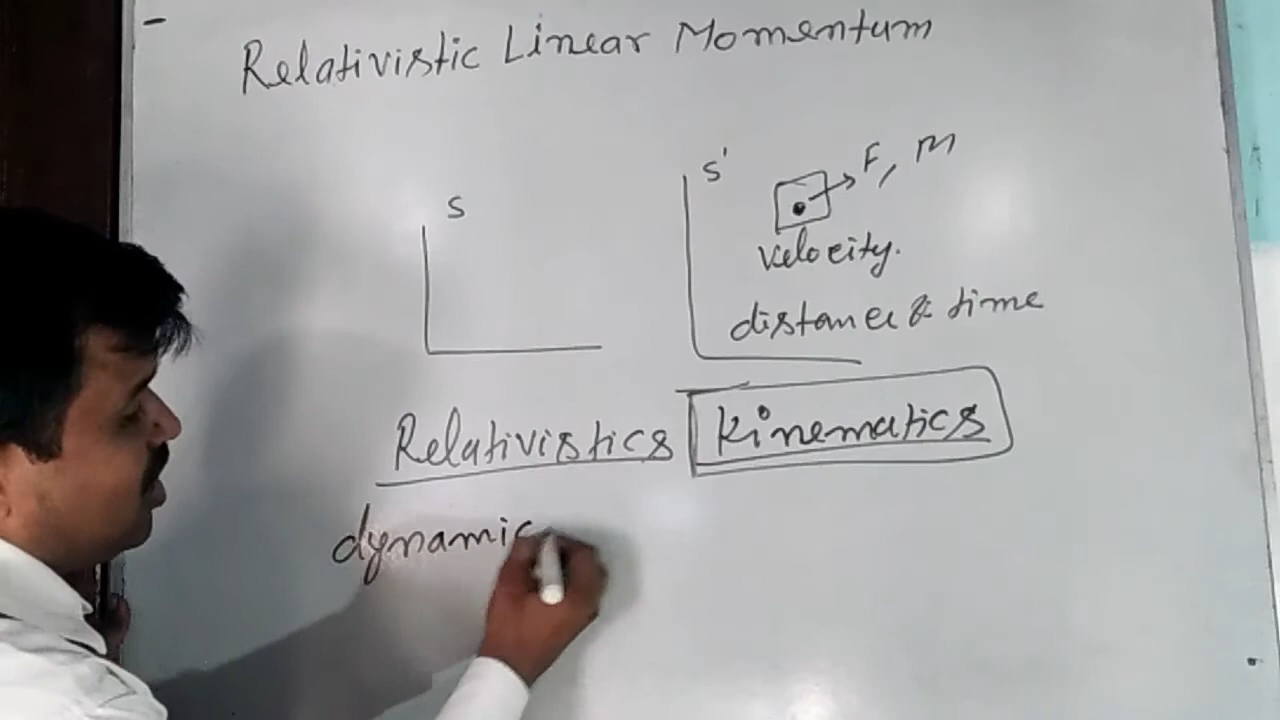 Relativistic Linear Momentum
S
S'
F, m
Velocity.
distance & time
Relativistics Kinematics
dynamic